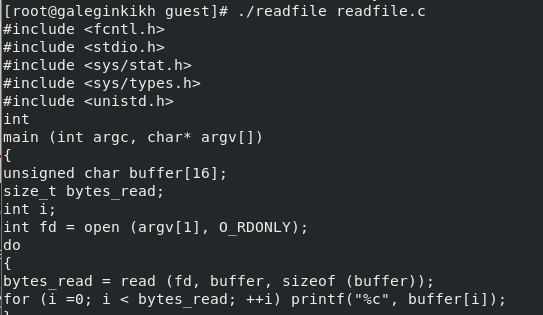 [root@galeginkikh guest]# ./readfile readfile.c
#include <fcntl.h>
#include <stdio.h>
#include <sys/stat.h>
#include <sys/types.h>
#include <unistd.h>
int
main (int argc, char* argv[])
{
unsigned char buffer[16];
size_t bytes_read;
int i;
int fd = open (argv[1], O_RDONLY);
do
{
bytes_read = read (fd, buffer, sizeof (buffer));
for (i =0; i < bytes_read; ++i) printf("%c", buffer[i]);
}